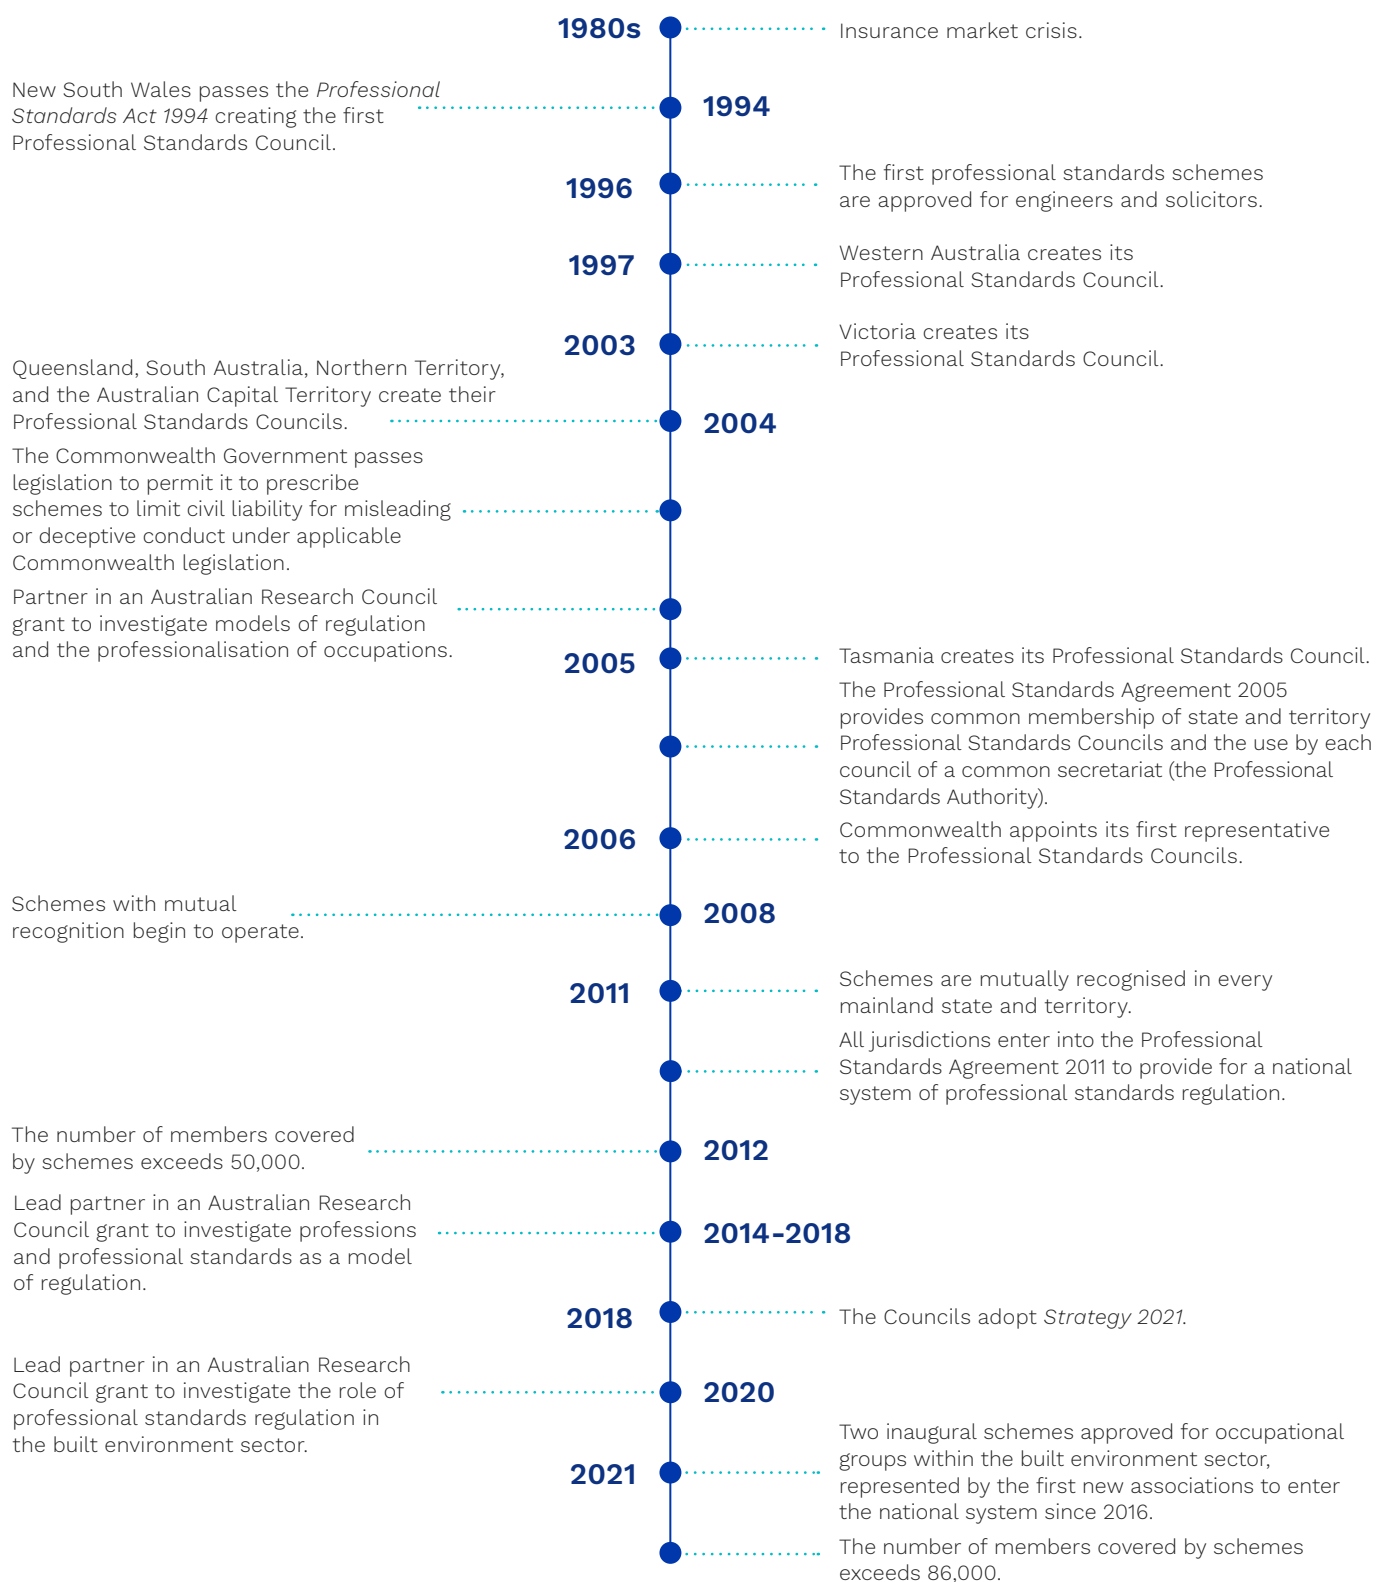 1980s
Insurance market crisis.
New South Wales passes the Professional
Standards Act 1994 creating the first
Professional Standards Council.
1994
1996
The first professional standards schemes
are approved for engineers and solicitors.
1997
Western Australia creates its
Professional Standards Council.
2003
Victoria creates its
Professional Standards Council.
Queensland, South Australia, Northern Territory,
and the Australian Capital Territory create their
Professional Standards Councils.
2004
The Commonwealth Government passes
legislation to permit it to prescribe
schemes to limit civil liability for misleading
or deceptive conduct under applicable
Commonwealth legislation.
Partner in an Australian Research Council
grant to investigate models of regulation
and the professionalisation of occupations.
2005
Tasmania creates its Professional Standards Council.
The Professional Standards Agreement 2005
provides common membership of state and territory
Professional Standards Councils and the use by each
council of a common secretariat (the Professional
Standards Authority).
2006
Commonwealth appoints its first representative
to the Professional Standards Councils.
Schemes with mutual
recognition begin to operate.
2008
2011
Schemes are mutually recognised in every
mainland state and territory.
All jurisdictions enter into the Professional
Standards Agreement 2011 to provide for a national
system of professional standards regulation.
The number of members covered
by schemes exceeds 50,000.
2012
Lead partner in an Australian Research
Council grant to investigate professions
and professional standards as a model
of regulation.
2014-2018
2018
The Councils adopt Strategy 2021.
Lead partner in an Australian Research
Council grant to investigate the role of
professional standards regulation in
the built environment sector.
2020
2021
Two inaugural schemes approved for occupational
groups within the built environment sector,
represented by the first new associations to enter
the national system since 2016.
The number of members covered by schemes
exceeds 86,000.